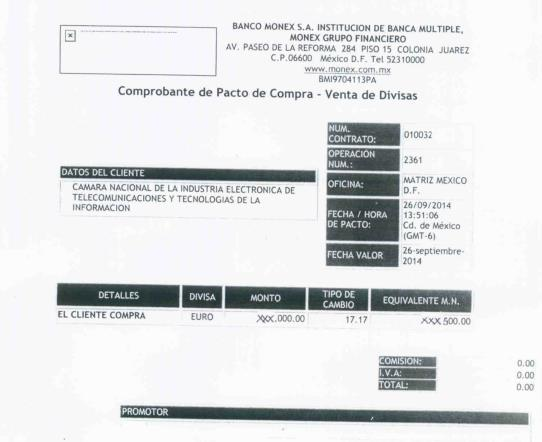 BANCO MONEX S.A. INSTITUCION DE BANCA MULTIPLE,
MONEX GRUPO FINANCIERO
AV. PASEO DE LA REFORMA 284 PISO 15 COLONIA JUAREZ
C.P.06600 México D.F. Tel 52310000
www.monex.com.mx
BMI9704113PA
Comprobante de Pacto de Compra - Venta de Divisas
NUM. CONTRATO: 010032
OPERACIÓN NUM.: 2361
OFICINA: MATRIZ MEXICO D.F.
FECHA / HORA DE PACTO: 26/09/2014 13:51:06 Cd. de México (GMT-6)
FECHA VALOR 26-septiembre-2014
DATOS DEL CLIENTE
CAMARA NACIONAL DE LA INDUSTRIA ELECTRONICA DE
TELECOMUNICACIONES Y TECNOLOGIAS DE LA
INFORMACION
DETALLES DIVISA MONTO TIPO DE CAMBIO EQUIVALENTE M.N.
EL CLIENTE COMPRA EURO XXX.000.00 17.17 XXX 500.00
COMISION: 0.00
I.V.A: 0.00
TOTAL: 0.00
PROMOTOR